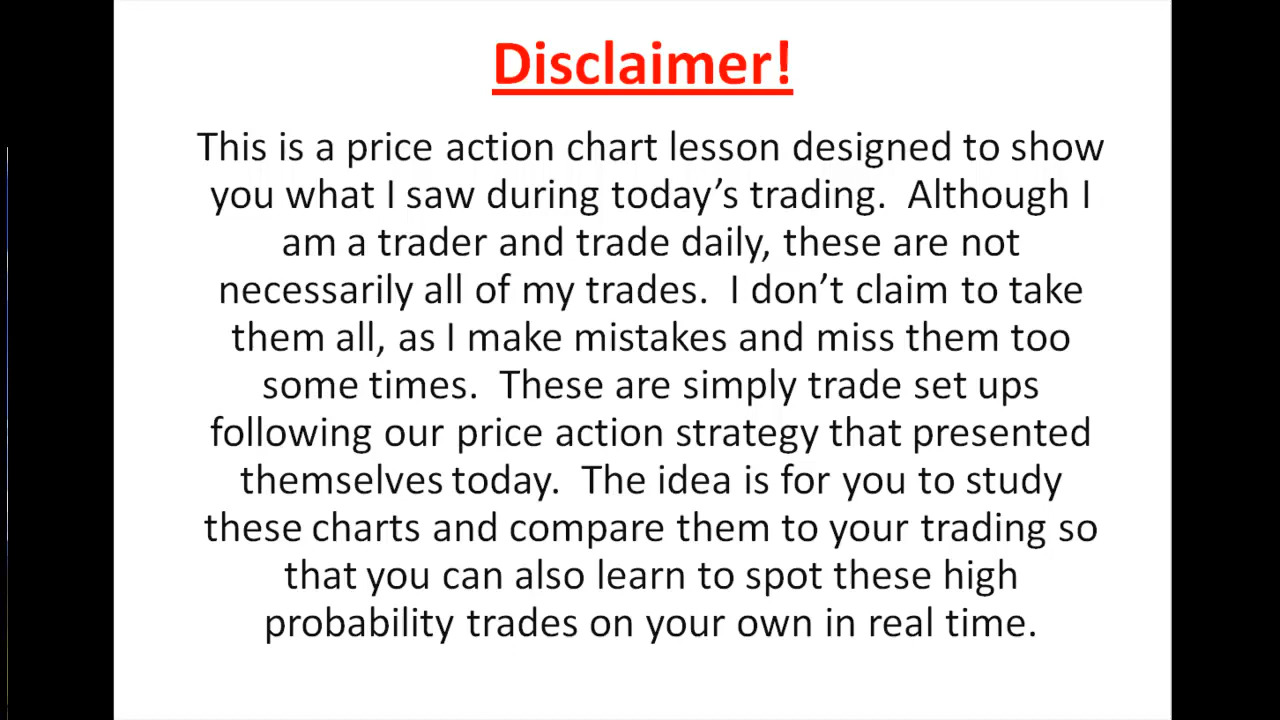 Disclaimer!
This is a price action chart lesson designed to show
you what I saw during today’s trading.  Although I
am a trader and trade daily, these are not
necessarily all of my trades.  I don’t claim to take
them all, as I make mistakes and miss them too
some times.  These are simply trade set ups
following our price action strategy that presented
themselves today.  The idea is for you to study
these charts and compare them to your trading so
that you can also learn to spot these high
probability trades on your own in real time.